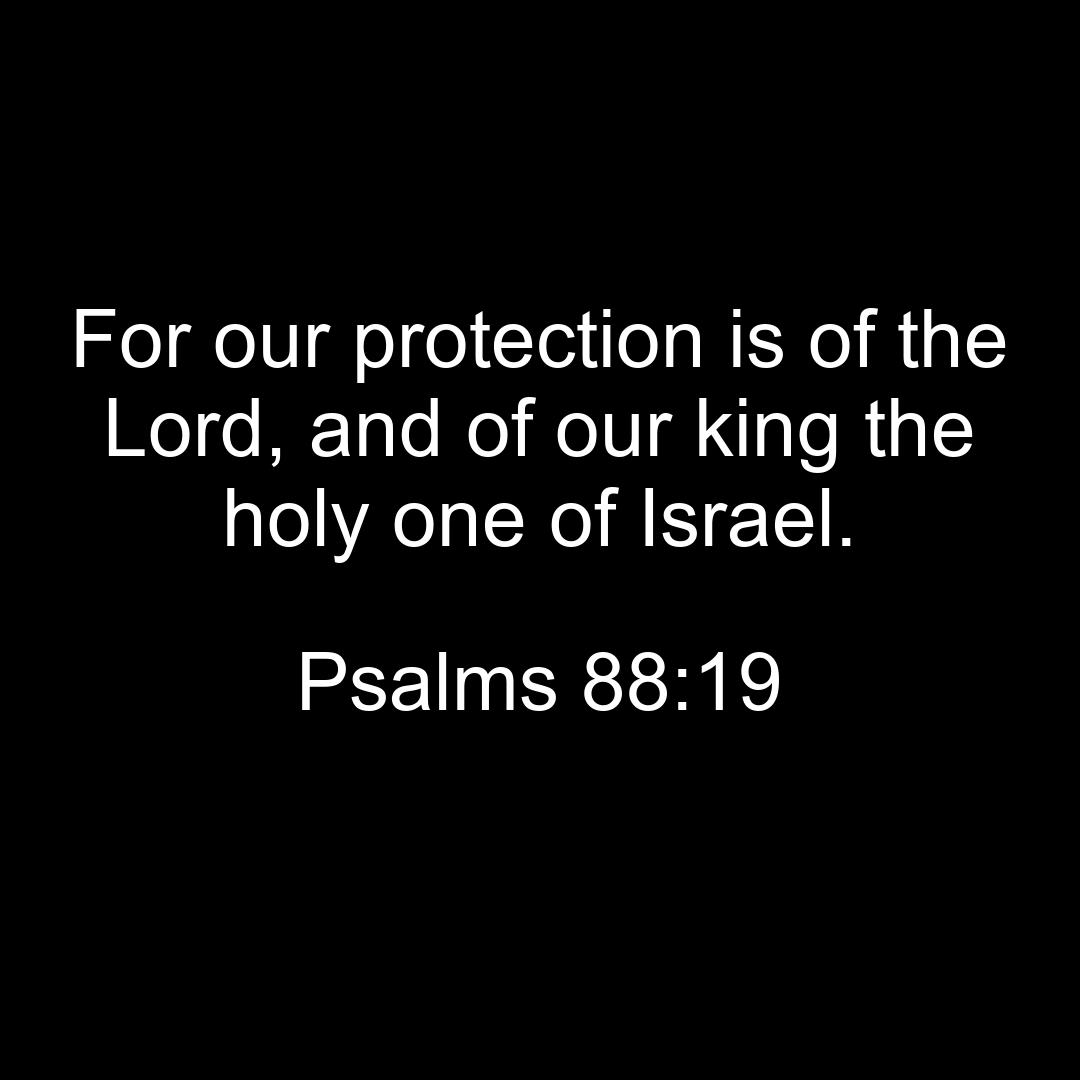 For our protection is of the
Lord, and of our king the
holy one of Israel.
Psalms 88:19